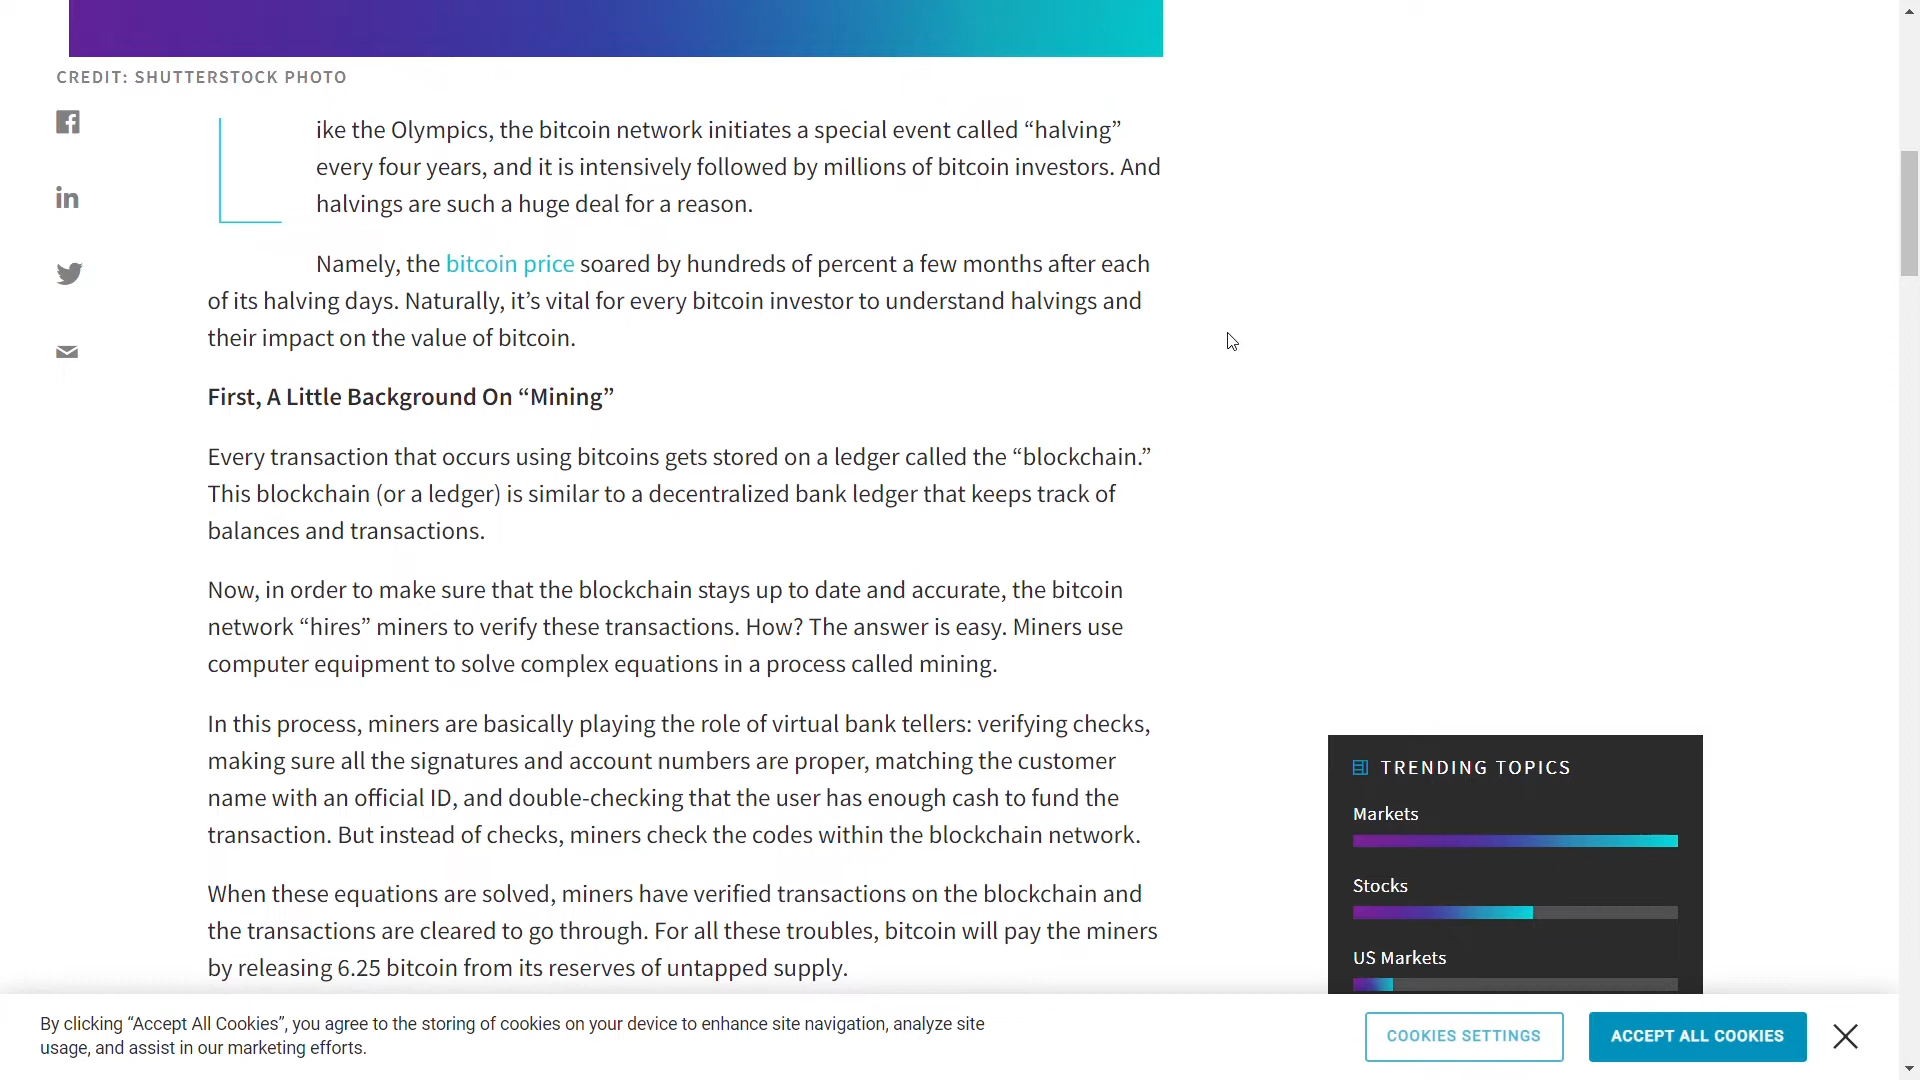 CREDIT: SHUTTERSTOCK PHOTO
Like the Olympics, the bitcoin network initiates a special event called “halving”
every four years, and it is intensively followed by millions of bitcoin investors. And
halvings are such a huge deal for a reason.
Namely, the bitcoin price soared by hundreds of percent a few months after each
of its halving days. Naturally, it’s vital for every bitcoin investor to understand halvings and
their impact on the value of bitcoin.
First, A Little Background On “Mining”
Every transaction that occurs using bitcoins gets stored on a ledger called the “blockchain.”
This blockchain (or a ledger) is similar to a decentralized bank ledger that keeps track of
balances and transactions.
Now, in order to make sure that the blockchain stays up to date and accurate, the bitcoin
network “hires” miners to verify these transactions. How? The answer is easy. Miners use
computer equipment to solve complex equations in a process called mining.
In this process, miners are basically playing the role of virtual bank tellers: verifying checks,
making sure all the signatures and account numbers are proper, matching the customer
name with an official ID, and double-checking that the user has enough cash to fund the
transaction. But instead of checks, miners check the codes within the blockchain network.
When these equations are solved, miners have verified transactions on the blockchain and
the transactions are cleared to go through. For all these troubles, bitcoin will pay the miners
by releasing 6.25 bitcoin from its reserves of untapped supply.
TRENDING TOPICS
Markets
Stocks
US Markets
By clicking “Accept All Cookies”, you agree to the storing of cookies on your device to enhance site navigation, analyze site
usage, and assist in our marketing efforts.
COOKIES SETTINGS
ACCEPT ALL COOKIES